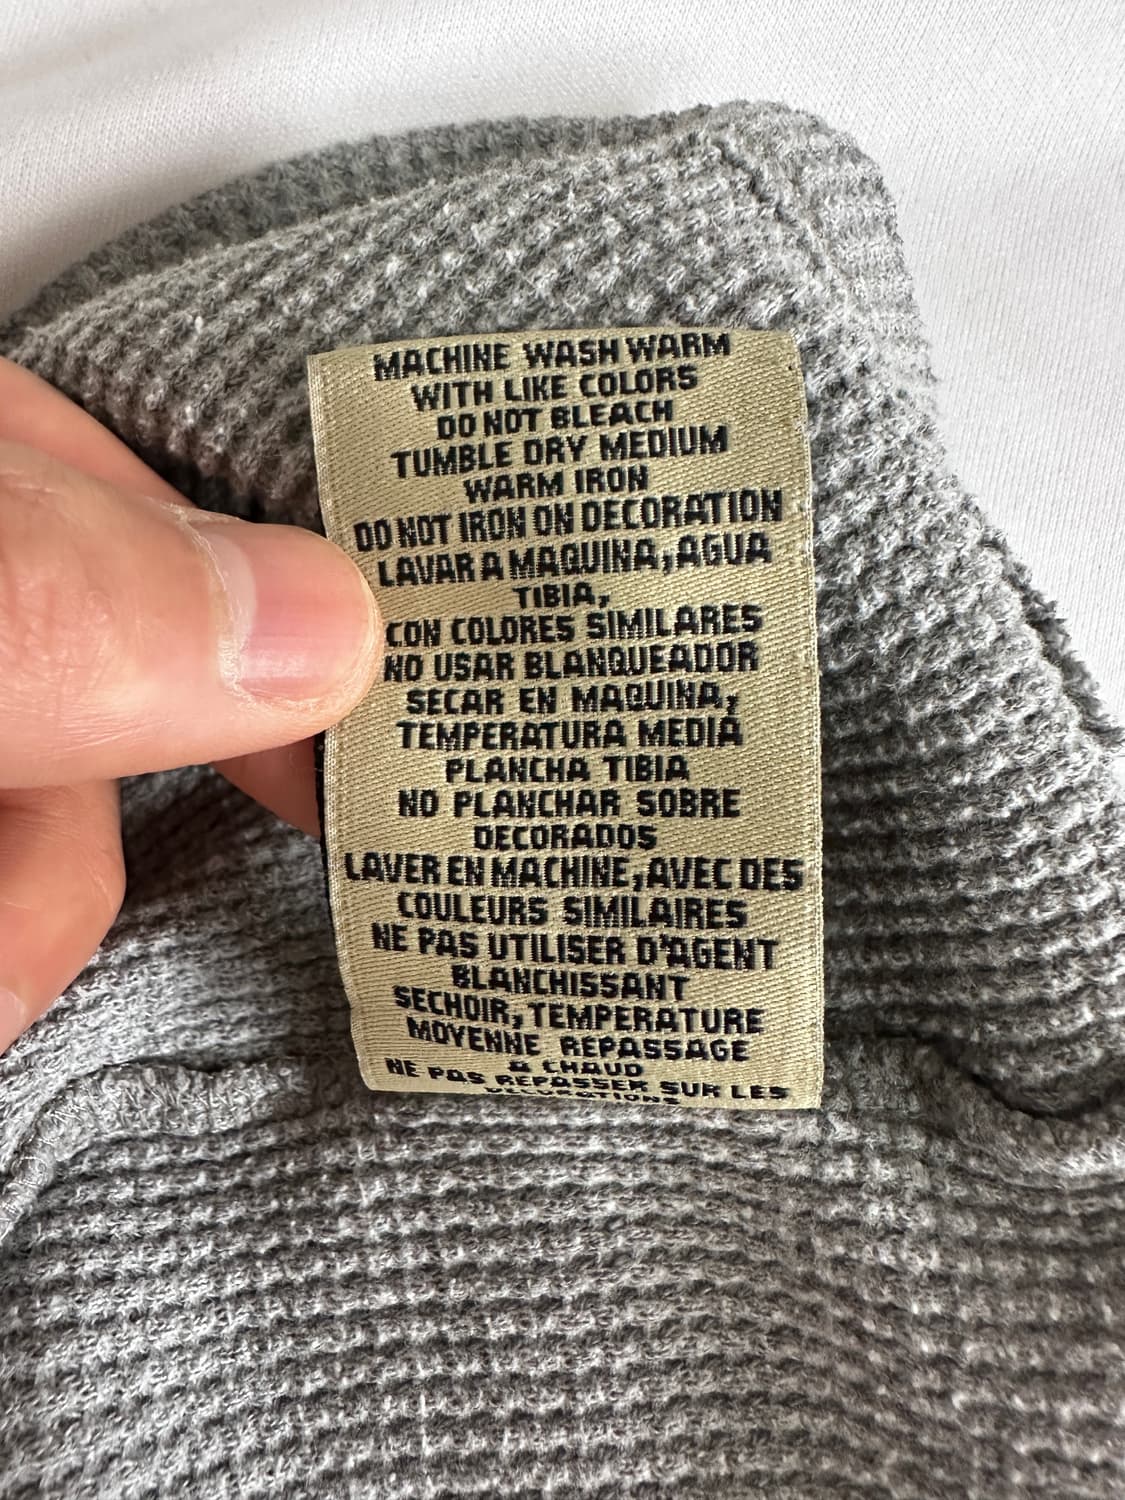 MACHINE WASH WARM
WITH LIKE COLORS
DO NOT BLEACH
TUMBLE DRY MEDIUM
WARM IRON
DO NOT IRON ON DECORATION
LAVAR A MAQUINA, AGUA
TIBIA,
CON COLORES SIMILARES
NO USAR BLANQUEADOR
SECAR EN MAQUINA,
TEMPERATURA MEDIA
PLANCHA TIBIA
NO PLANCHAR SOBRE
DECORADOS
LAVER EN MACHINE, AVEC DES
COULEURS SIMILAIRES
NE PAS UTILISER D'AGENT
BLANCHISSANT
SECHOIR, TEMPERATURE
MOYENNE REPASSAGE
A CHAUD
NE PAS REPASSER SUR LES
DECORATIONS